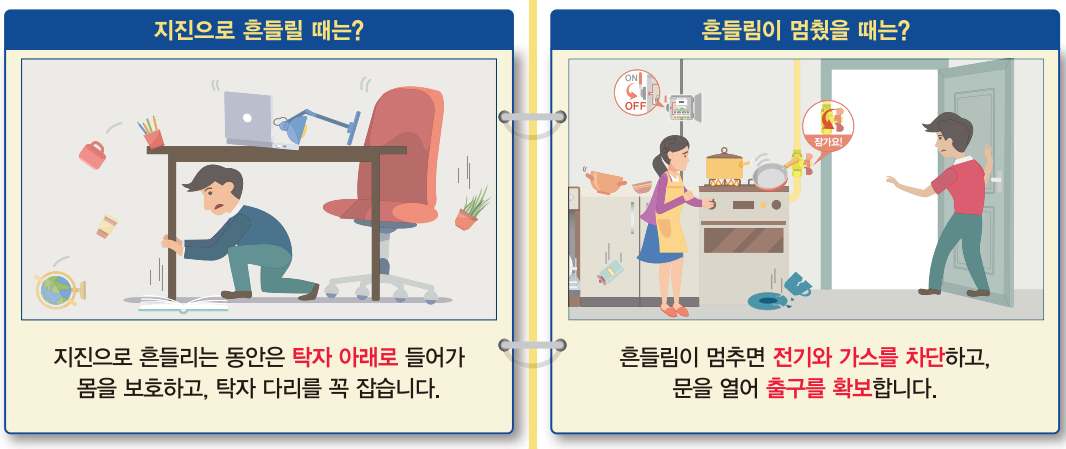 지진으로 흔들릴 때는?
지진으로 흔들리는 동안은 탁자 아래로 들어가
몸을 보호하고, 탁자 다리를 꼭 잡습니다.
흔들림이 멈췄을 때는?
ON
OFF
잠가요!
흔들림이 멈추면 전기와 가스를 차단하고,
문을 열어 출구를 확보합니다.